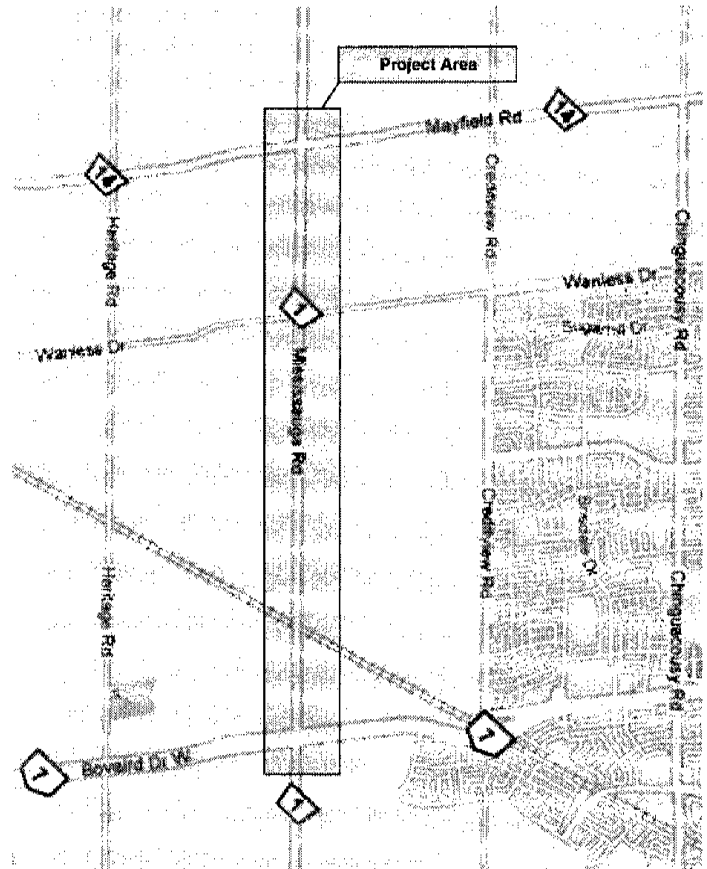 Project Area
14
Mayfield Rd
14
Creditview Rd
Heritage Rd
Chinguacousy Rd
Wanless Dr
1
Wanless Dr
Mississauga Rd
Creditview Rd
Heritage Rd
Chinguacousy Rd
7
7
Bovaird Dr W
1